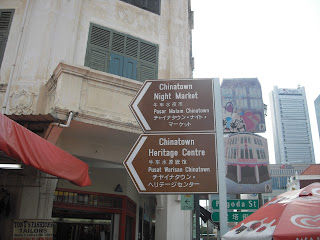 Chinatown
Night Market
牛车水夜市
Pasar Malam Chinatown
チャイナタウン・ナイト・
マーケット
Chinatown
Heritage Centre
牛车水原貌馆
Pusat Warisan Chinatown
チャイナタウン・
ヘリテージセンター
Pagoda St
TAILORS